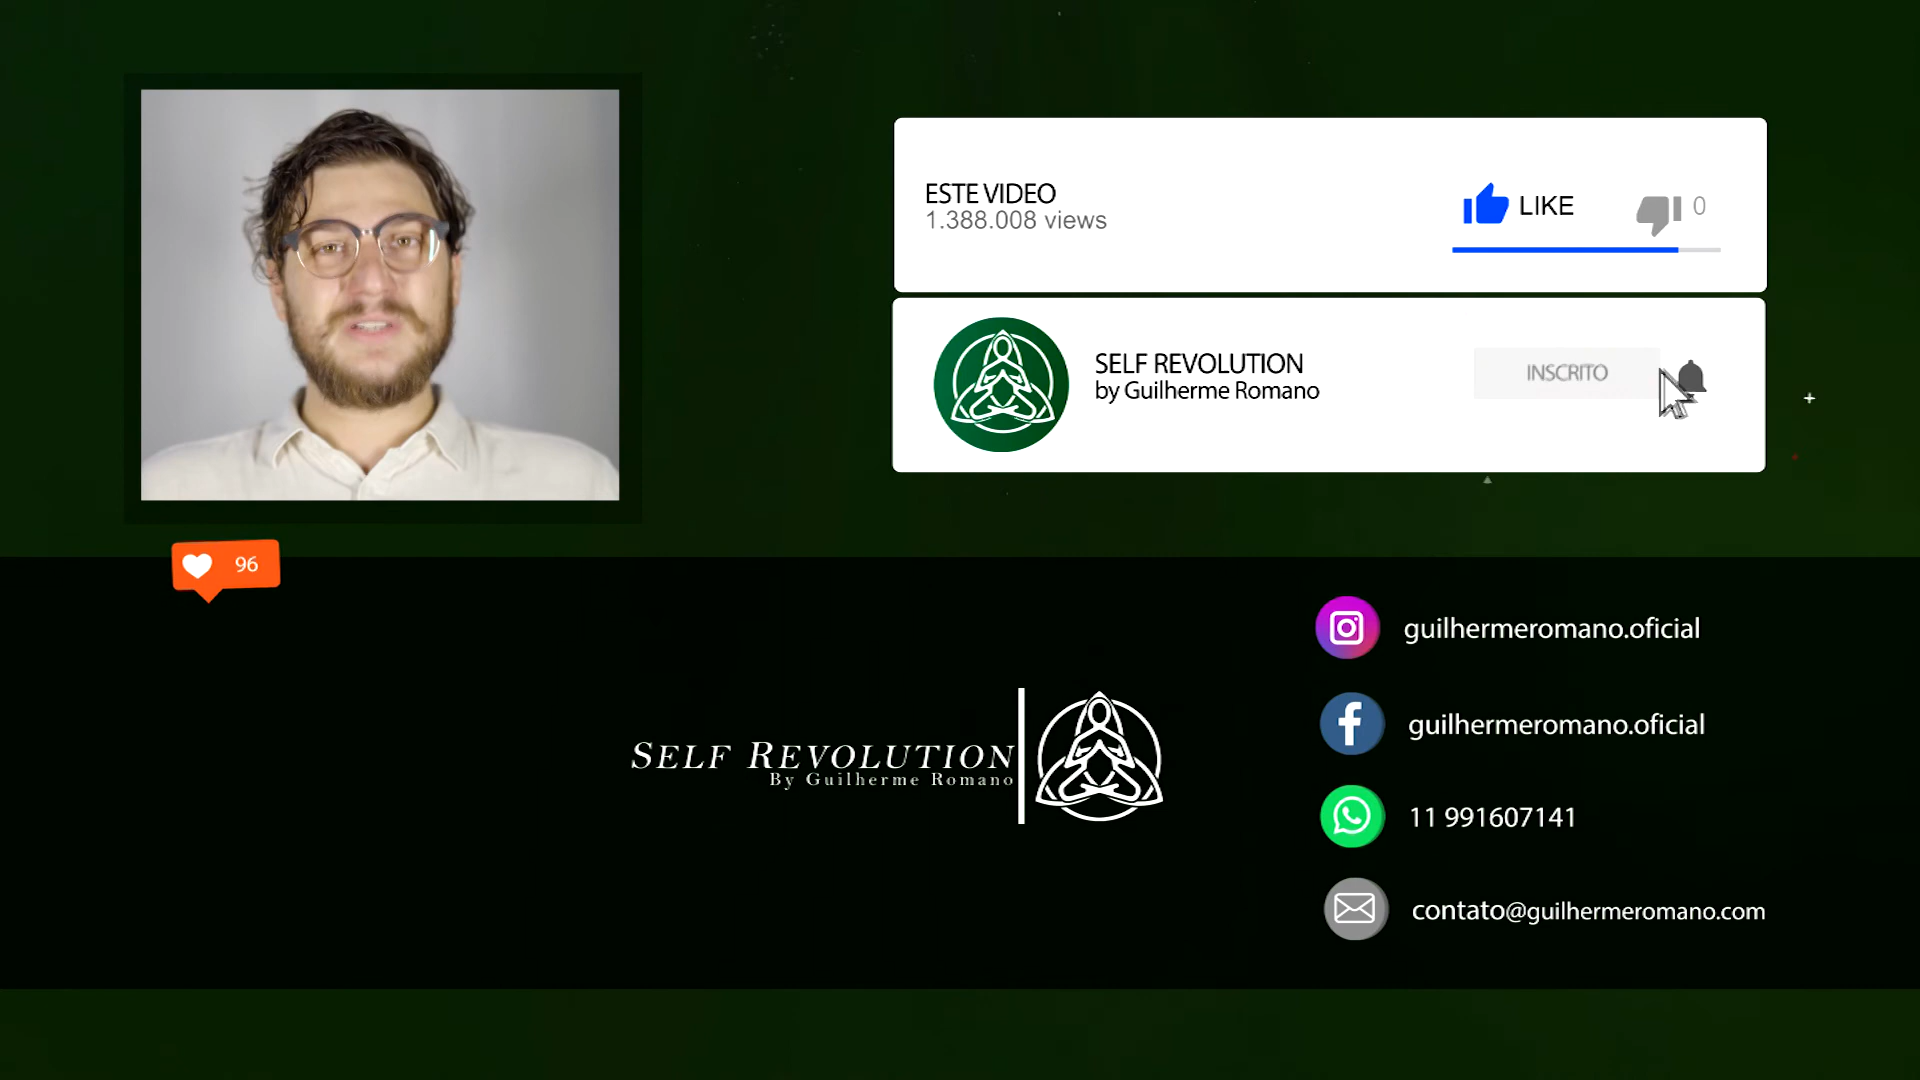 ESTE VIDEO
1.388.008 views
LIKE
0
SELF REVOLUTION
by Guilherme Romano
INSCRITO
96
SELF REVOLUTION
By Guilherme Romano
guilhermeromano.oficial
guilhermeromano.oficial
11 991607141
contato@guilhermeromano.com